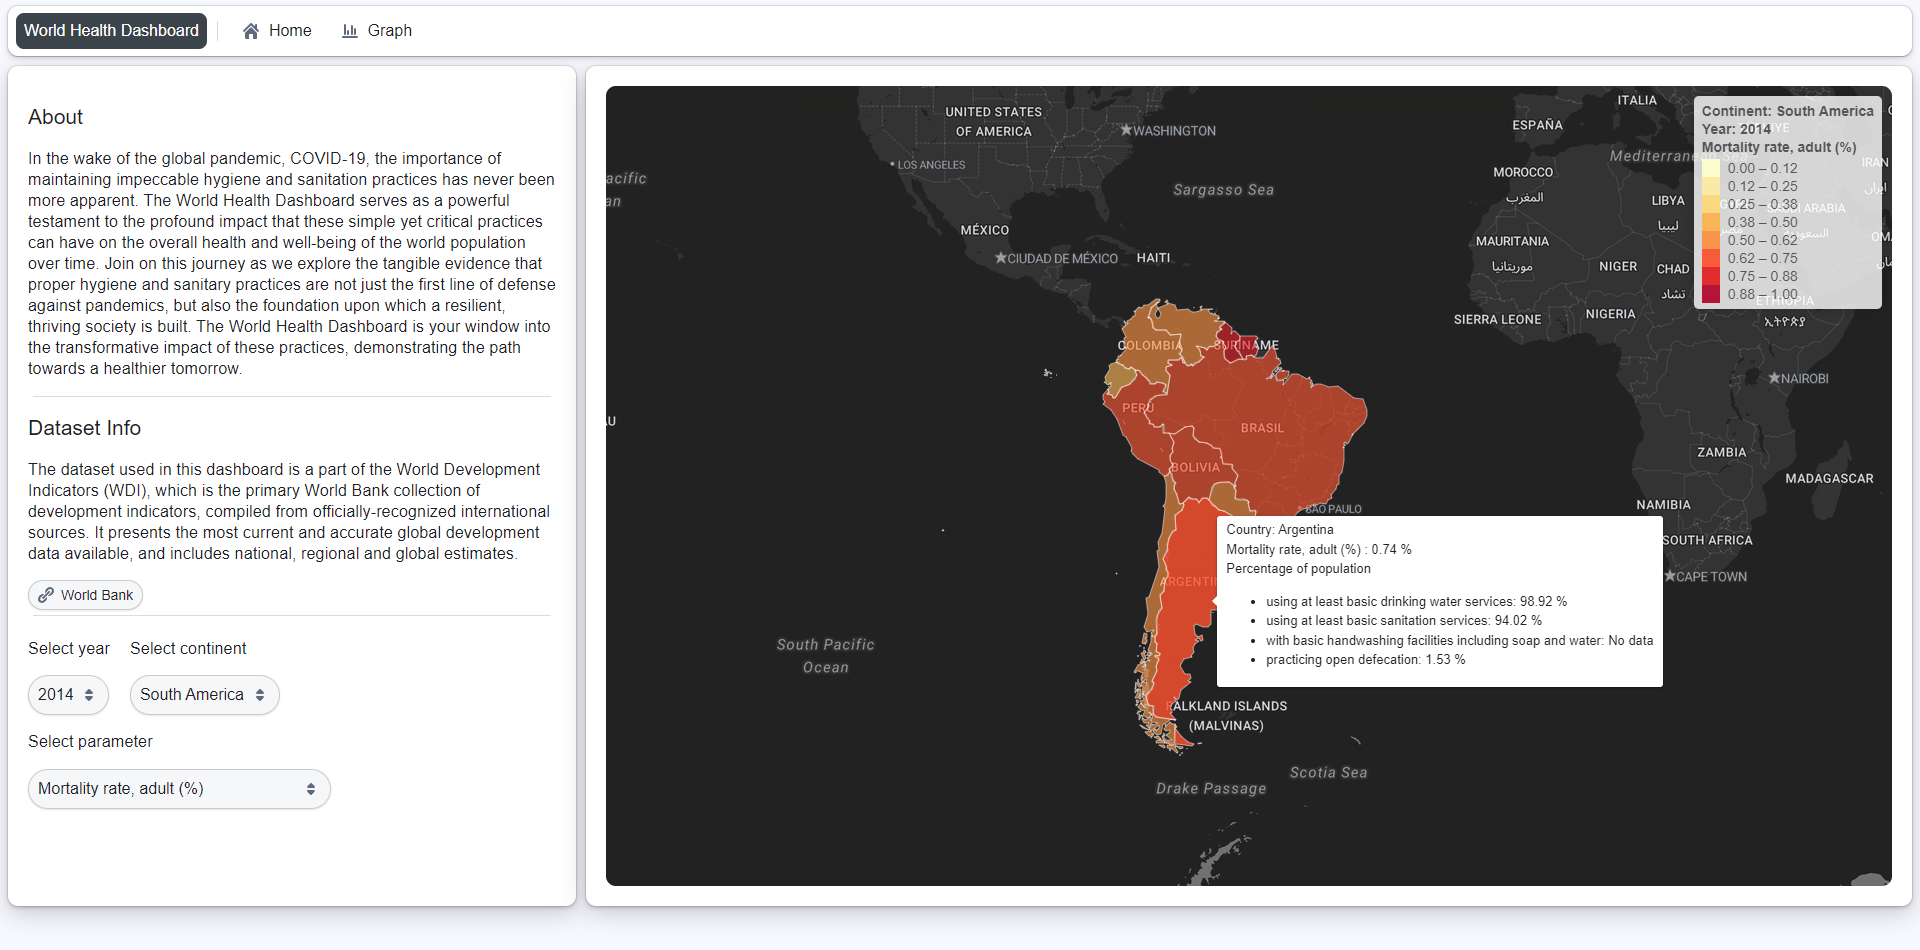 World Health Dashboard
Home
Graph
About
In the wake of the global pandemic, COVID-19, the importance of
maintaining impeccable hygiene and sanitation practices has never been
more apparent. The World Health Dashboard serves as a powerful
testament to the profound impact that these simple yet critical practices
can have on the overall health and well-being of the world population
over time. Join on this journey as we explore the tangible evidence that
proper hygiene and sanitary practices are not just the first line of defense
against pandemics, but also the foundation upon which a resilient,
thriving society is built. The World Health Dashboard is your window into
the transformative impact of these practices, demonstrating the path
towards a healthier tomorrow.
Dataset Info
The dataset used in this dashboard is a part of the World Development
Indicators (WDI), which is the primary World Bank collection of
development indicators, compiled from officially-recognized international
sources. It presents the most current and accurate global development
data available, and includes national, regional and global estimates.
World Bank
Select year
Select continent
2014
South America
Select parameter
Mortality rate, adult (%)
UNITED STATES
OF AMERICA
WASHINGTON
LOS ANGELES
acific
an
Sargasso Sea
MÉXICO
CIUDAD DE MÉXICO
HAITI
ITALIA
ESPAÑA
Mediterranean Sea
MOROCCO
المغرب
LIBYA
ليبيا
MAURITANIA
موريتانيا
NIGER
CHAD
تشاد
SIERRA LEONE
NIGERIA
ETHIOPIA
ኢትዮጵያ
SAUDI ARABIA
السعودية
مصر
IRAN
ایران
OM
مان
Continent: South America
Year: 2014
Mortality rate, adult (%)
0.00 – 0.12
0.12 – 0.25
0.25 – 0.38
0.38 – 0.50
0.50 – 0.62
0.62 – 0.75
0.75 – 0.88
0.88 – 1.00
COLOMBIA
SURINAME
NAIROBI
PERÚ
AU
BRASIL
BOLIVIA
ZAMBIA
MADAGASCAR
NAMIBIA
SÃO PAULO
SOUTH AFRICA
CAPE TOWN
ARGENTIN
Country: Argentina
Mortality rate, adult (%) : 0.74 %
Percentage of population
• using at least basic drinking water services: 98.92 %
• using at least basic sanitation services: 94.02 %
• with basic handwashing facilities including soap and water: No data
• practicing open defecation: 1.53 %
South Pacific
Ocean
FALKLAND ISLANDS
(MALVINAS)
Scotia Sea
Drake Passage